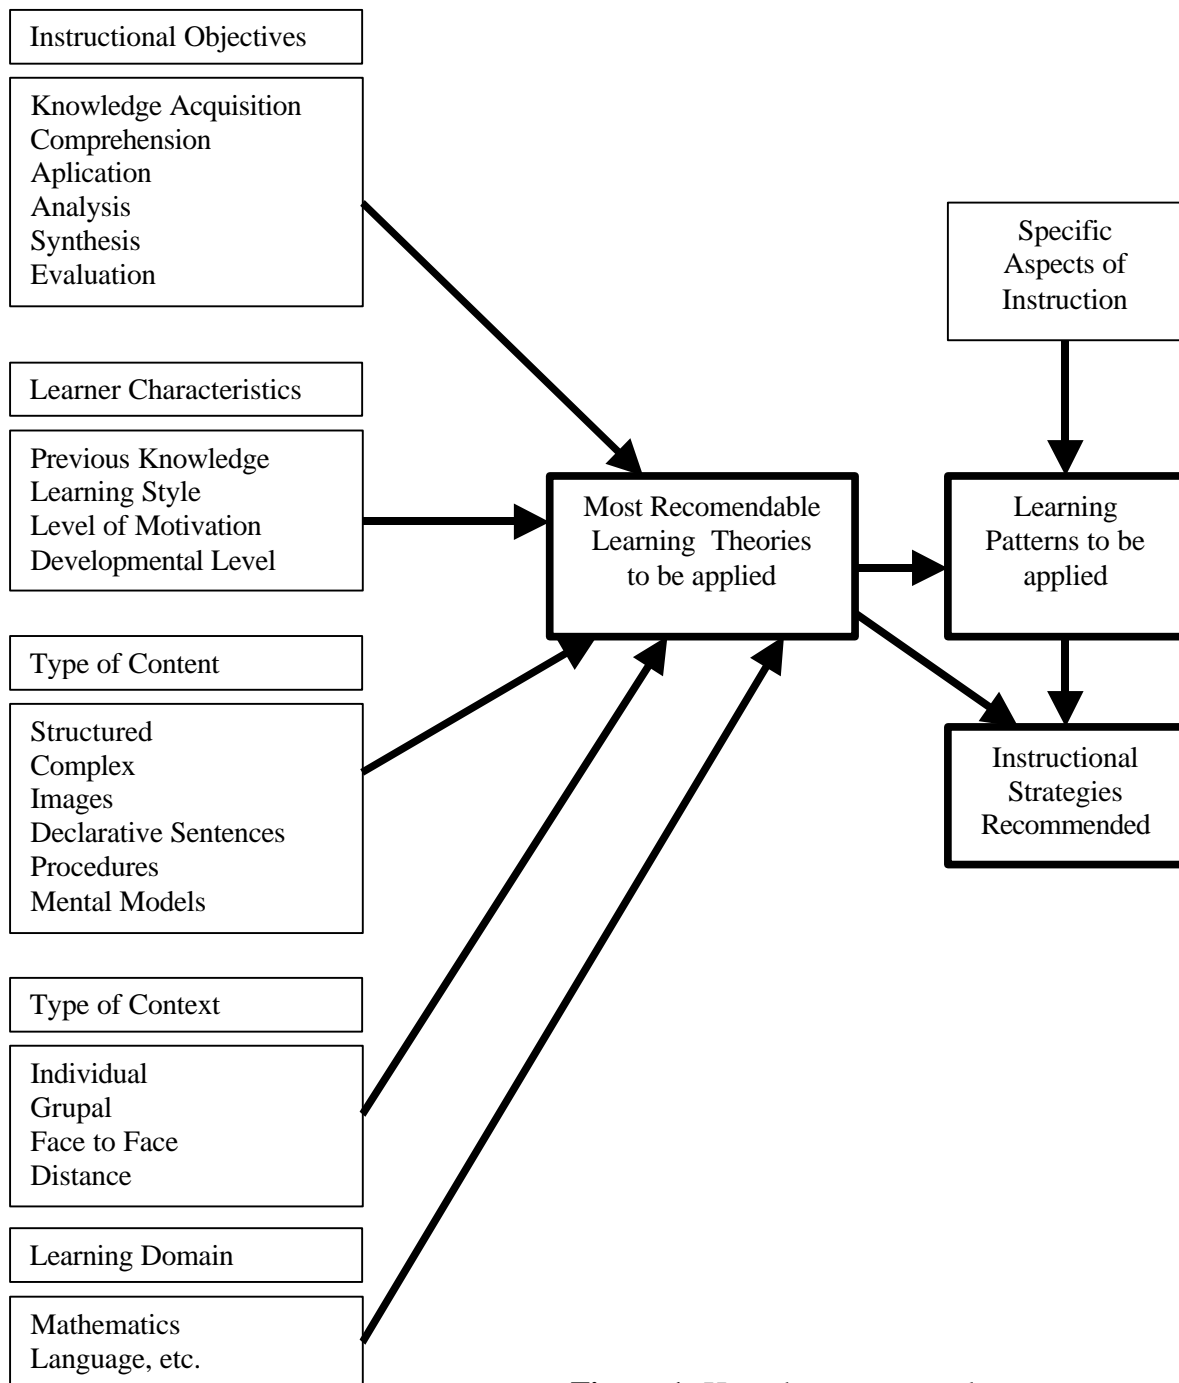 Instructional Objectives
Knowledge Acquisition
Comprehension
Aplication
Analysis
Synthesis
Evaluation
Learner Characteristics
Previous Knowledge
Learning Style
Level of Motivation
Developmental Level
Type of Content
Structured
Complex
Images
Declarative Sentences
Procedures
Mental Models
Type of Context
Individual
Grupal
Face to Face
Distance
Learning Domain
Mathematics
Language, etc.
Most Recomendable
Learning Theories
to be applied
Specific
Aspects of
Instruction
Learning
Patterns to be
applied
Instructional
Strategies
Recommended